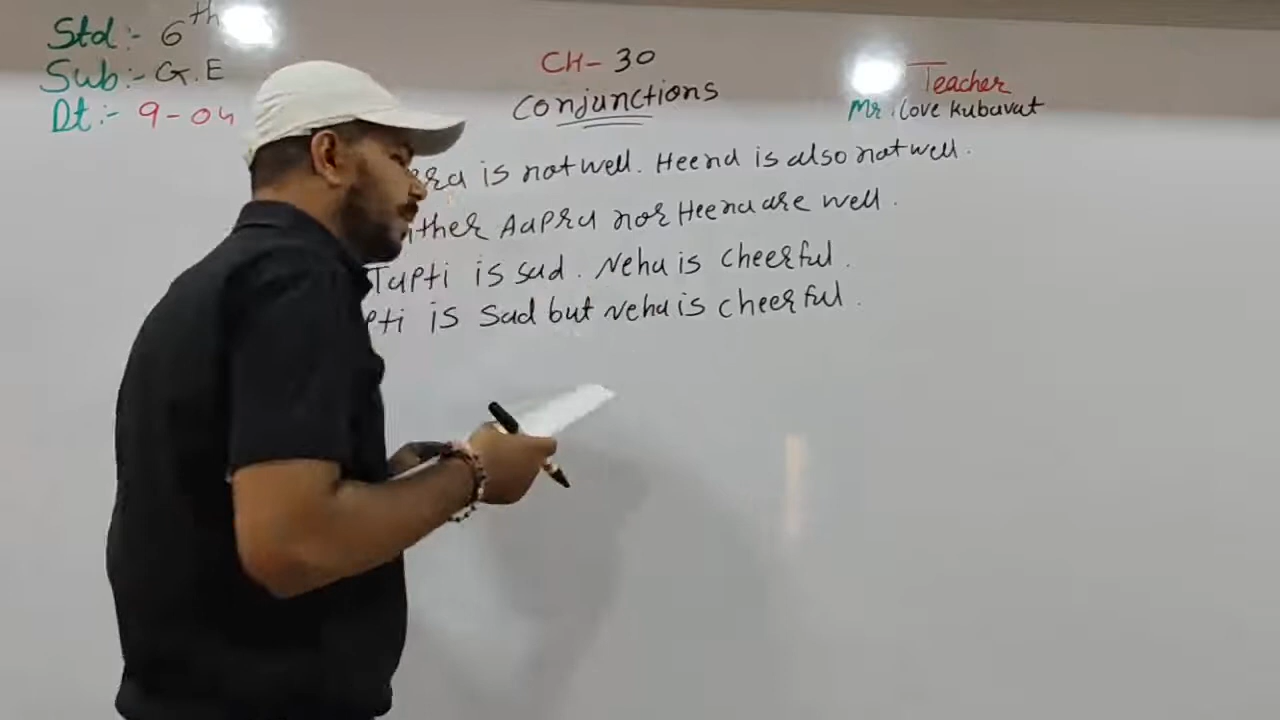 Std:- 6th
Sub:- G.E
Dt:- 9-04
CH- 30
Conjunctions
Teacher
Mr. Love Kubavat
is not well. Heena is also not well.
Aapra nor Heena are well.
Tapti is sad. Neha is cheerful.
is sad but Neha is cheerful.